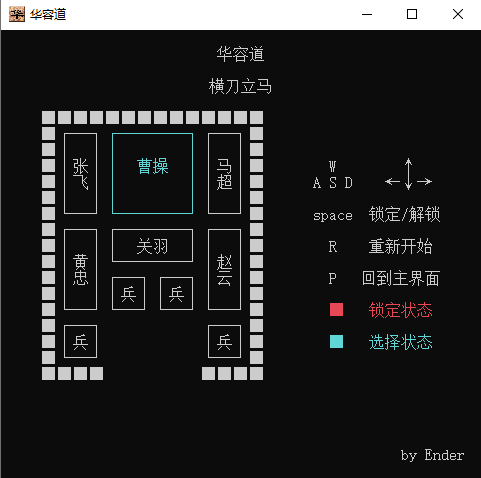 华容道
华容道
横刀立马
张飞
曹操
马超
黄忠
关羽
赵云
兵
兵
兵
兵
W
A S D
space 锁定/解锁
R 重新开始
P 回到主界面
锁定状态
选择状态
by Ender